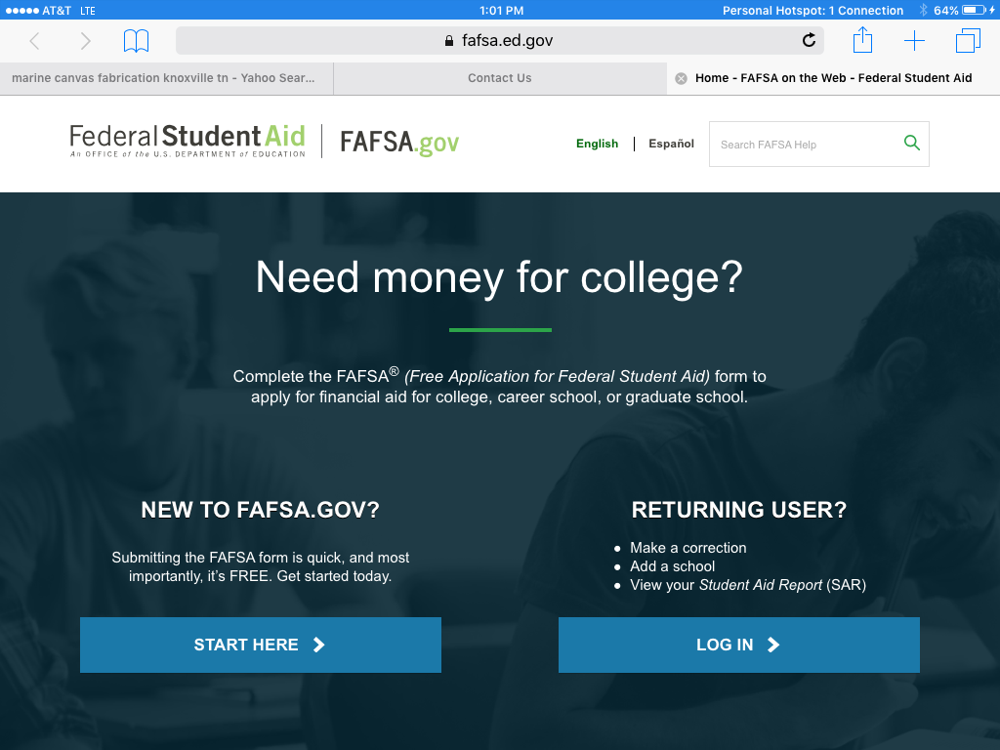 AT&T LTE 1:01 PM Personal Hotspot: 1 Connection 64%
fafsa.ed.gov
marine canvas fabrication knoxville tn - Yahoo Sear... Contact Us Home - FAFSA on the Web - Federal Student Aid
Federal Student Aid FAFSA.gov
An OFFICE of the U.S. DEPARTMENT of EDUCATION
English Español Search FAFSA Help
Need money for college?
Complete the FAFSA® (Free Application for Federal Student Aid) form to
apply for financial aid for college, career school, or graduate school.
NEW TO FAFSA.GOV?
Submitting the FAFSA form is quick, and most
importantly, it's FREE. Get started today.
START HERE
RETURNING USER?
• Make a correction
• Add a school
• View your Student Aid Report (SAR)
LOG IN